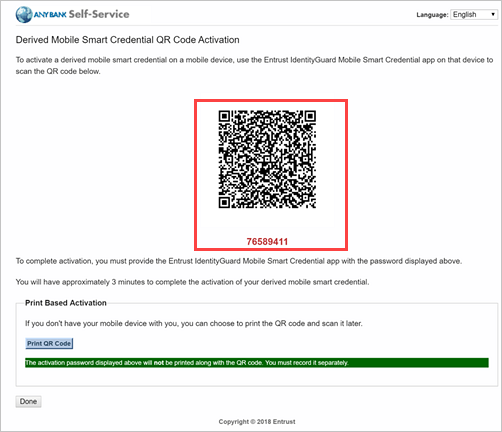 ANYBANK Self-Service
Language: English
Derived Mobile Smart Credential QR Code Activation
To activate a derived mobile smart credential on a mobile device, use the Entrust IdentityGuard Mobile Smart Credential app on that device to
scan the QR code below.
76589411
To complete activation, you must provide the Entrust IdentityGuard Mobile Smart Credential app with the password displayed above.
You will have approximately 3 minutes to complete the activation of your derived mobile smart credential.
Print Based Activation
If you don't have your mobile device with you, you can choose to print the QR code and scan it later.
Print QR Code
The activation password displayed above will not be printed along with the QR code. You must record it separately.
Done
Copyright © 2018 Entrust